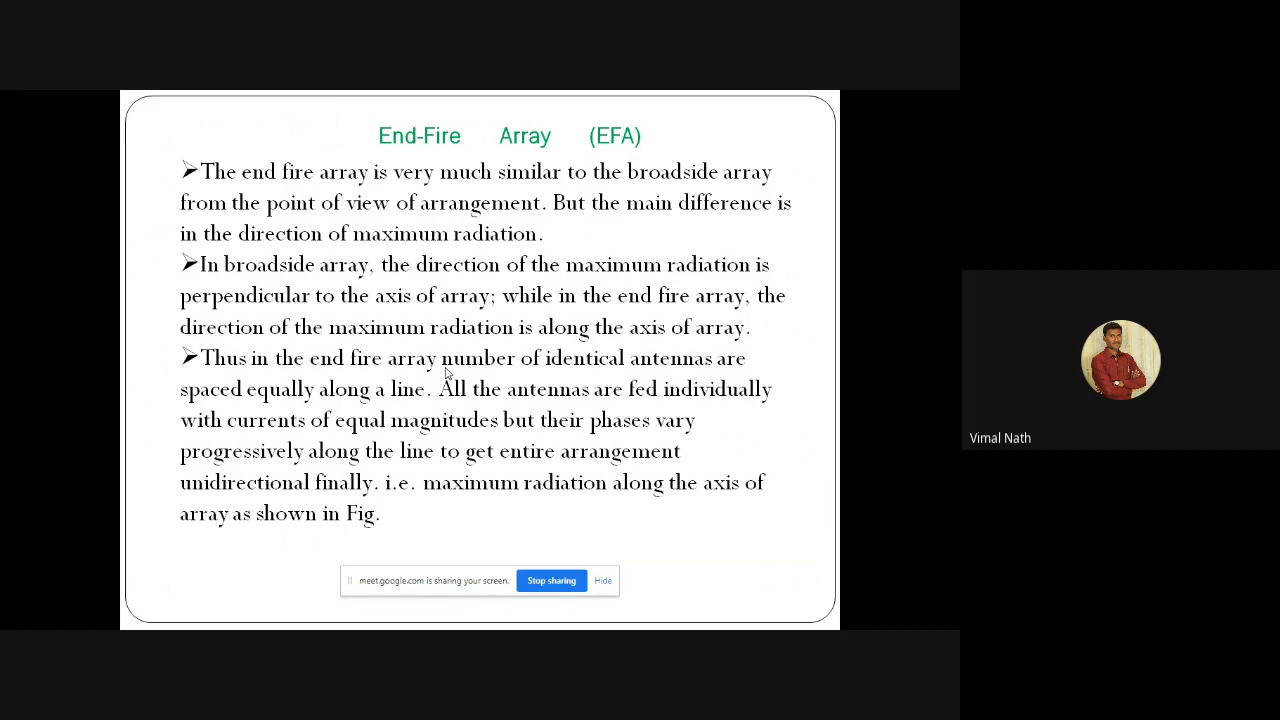 End-Fire Array (EFA)
➢The end fire array is very much similar to the broadside array
from the point of view of arrangement. But the main difference is
in the direction of maximum radiation.
➢In broadside array, the direction of the maximum radiation is
perpendicular to the axis of array; while in the end fire array, the
direction of the maximum radiation is along the axis of array.
➢Thus in the end fire array number of identical antennas are
spaced equally along a line. All the antennas are fed individually
with currents of equal magnitudes but their phases vary
progressively along the line to get entire arrangement
unidirectional finally. i.e. maximum radiation along the axis of
array as shown in Fig.
meet.google.com is sharing your screen. Stop sharing Hide
Vimal Nath